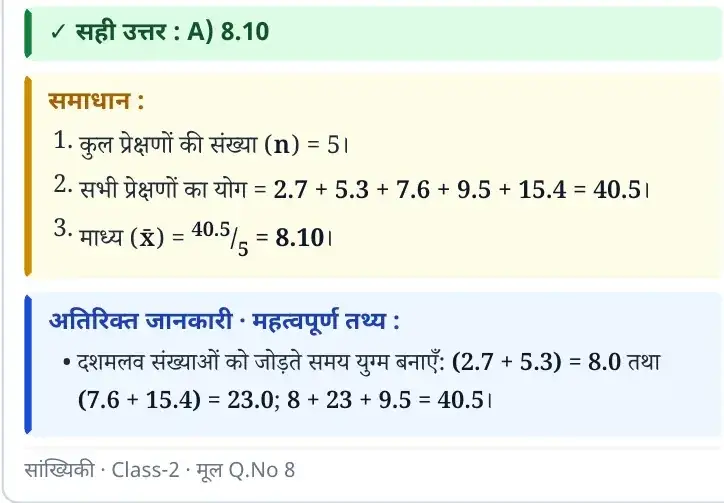 ✓ सही उत्तर : A) 8.10
समाधान :
1. कुल प्रेक्षणों की संख्या (n) = 5।
2. सभी प्रेक्षणों का योग = 2.7 + 5.3 + 7.6 + 9.5 + 15.4 = 40.5।
3. माध्य (x̄) = 40.5/5 = 8.10।
अतिरिक्त जानकारी · महत्वपूर्ण तथ्य :
• दशमलव संख्याओं को जोड़ते समय युग्म बनाएँ: (2.7 + 5.3) = 8.0 तथा
(7.6 + 15.4) = 23.0; 8 + 23 + 9.5 = 40.5।
सांख्यिकी · Class-2 · मूल Q.No 8